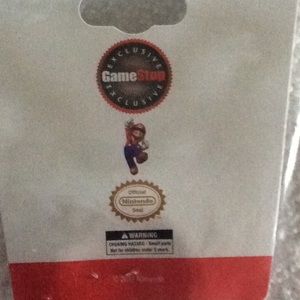 EXCLUSIVE
GameStop
EXCLUSIVE
Official
Nintendo
Seal
WARNING
CHOKING HAZARD - Small parts
Not for children under 3 years.